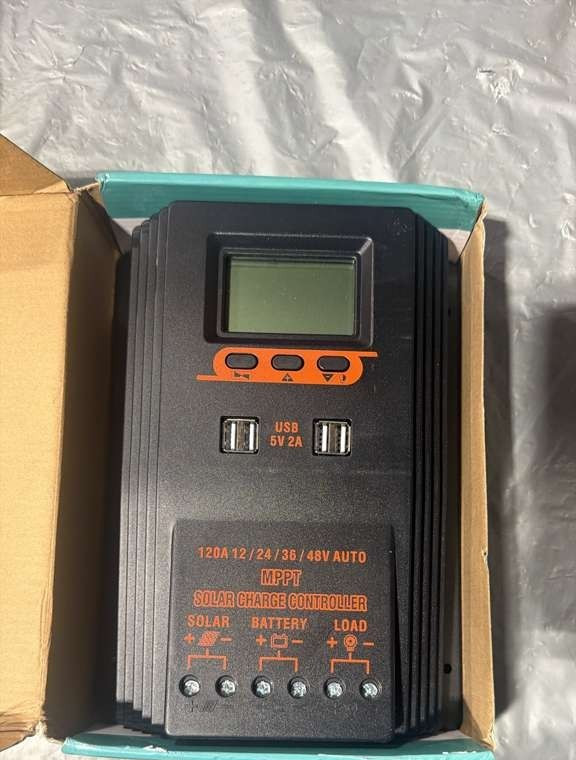 USB
5V 2A
120A 12 / 24 / 36 / 48V AUTO
MPPT
SOLAR CHARGE CONTROLLER
SOLAR BATTERY LOAD
+ - + - + -